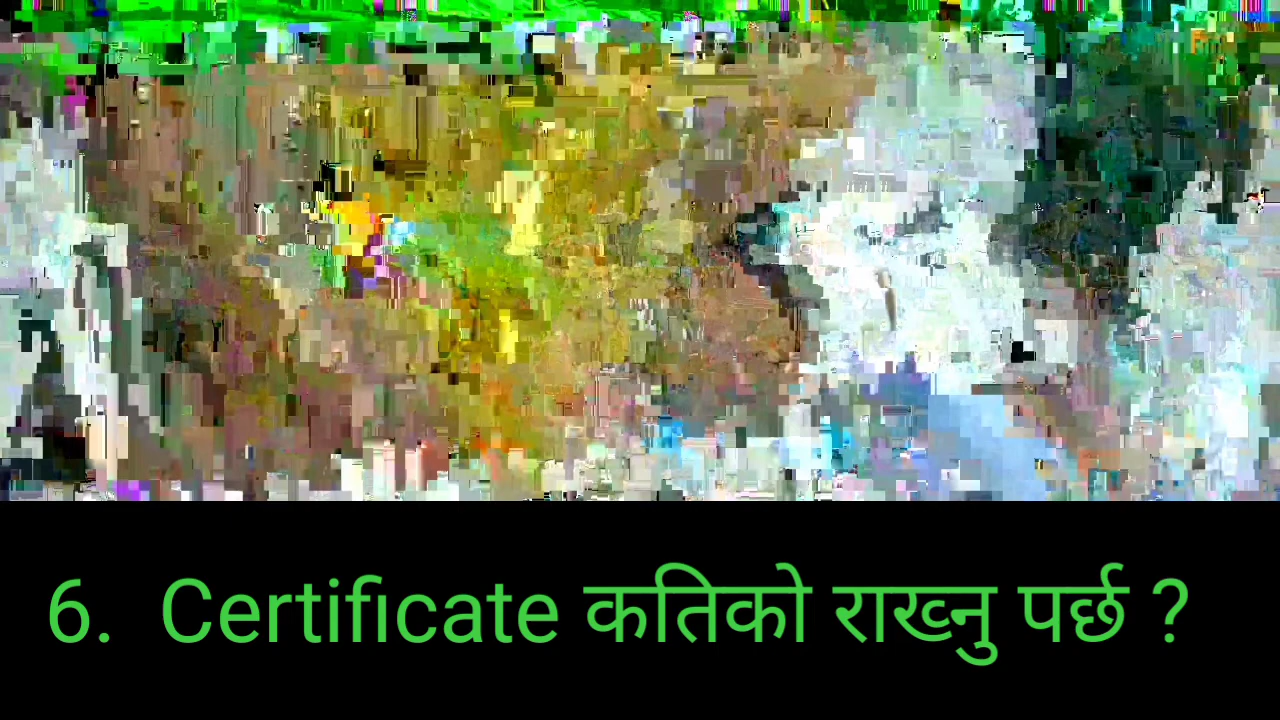 6. Certificate कतिको राख्नु पर्छ ?